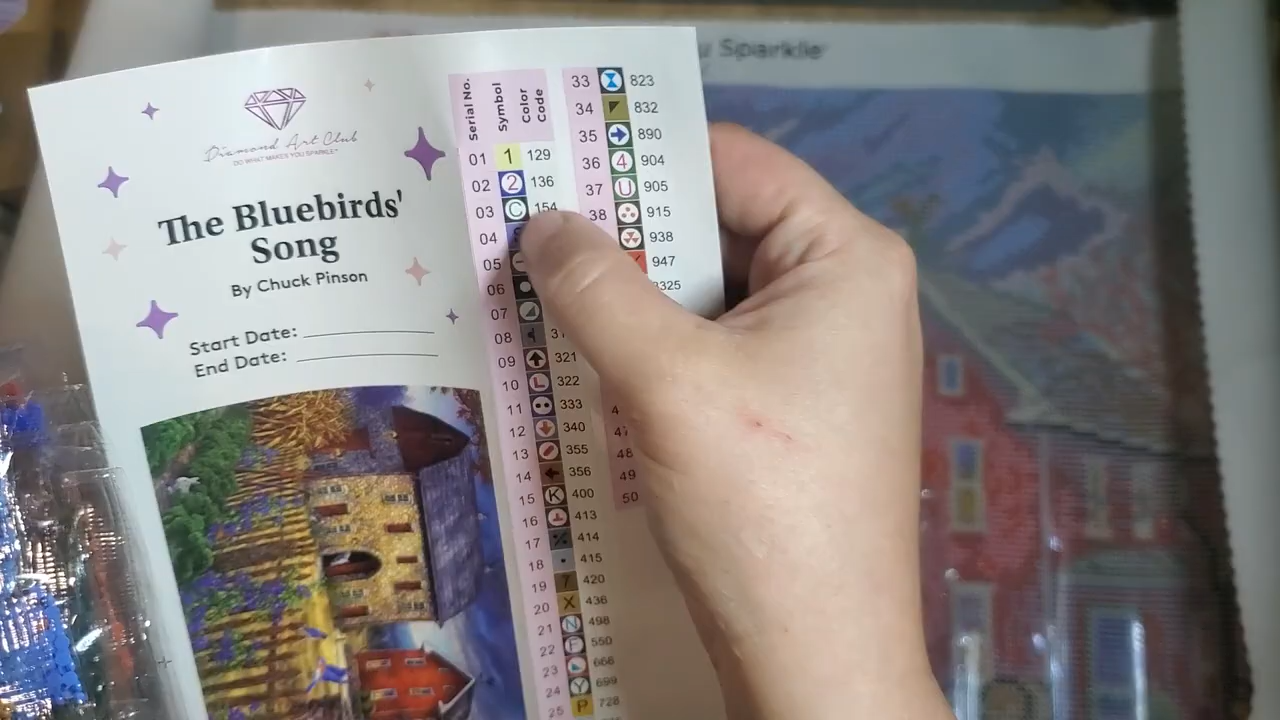 u Sparkle
Diamond Art Club
DO WHAT MAKES YOU SPARKLE™
The Bluebirds'
Song
By Chuck Pinson
Start Date:
End Date:
Serial No. Symbol Color Code
01 1 129
02 2 136
03 C 154
04
05
06
07
08
09 321
10 L 322
11 333
12 340
13 355
14 356
15 K 400
16 413
17 414
18 415
19 7 420
20 X 436
21 N 498
22 F 550
23 666
24 Y 699
25 P 728
33 823
34 832
35 890
36 4 904
37 U 905
38 915
938
947
3325
48
49
50